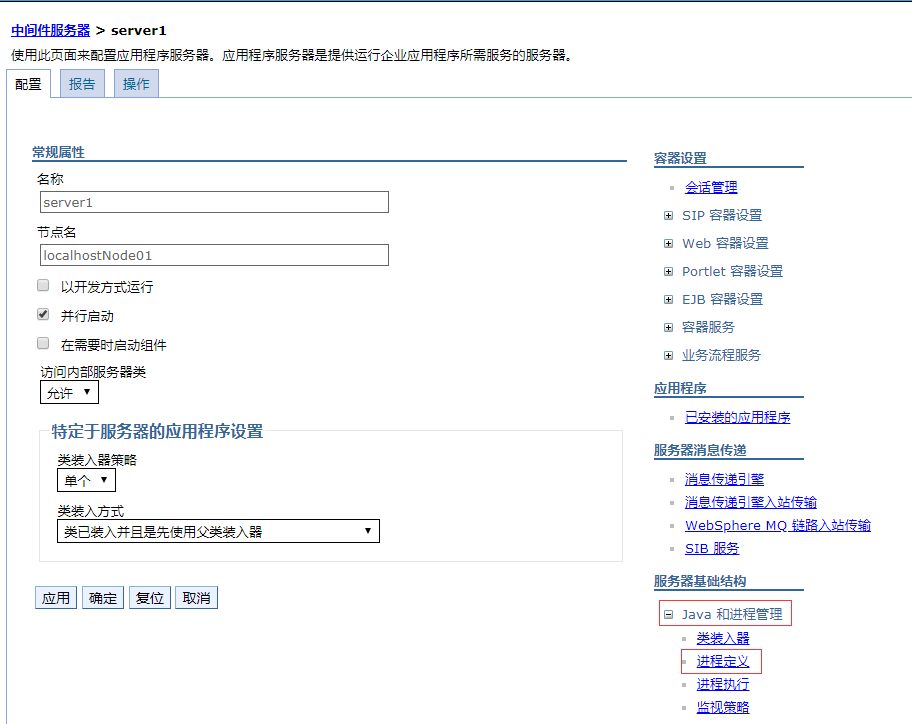 中间件服务器 > server1
使用此页面来配置应用程序服务器。应用程序服务器是提供运行企业应用程序所需服务的服务器。
配置 报告 操作
常规属性
名称
server1
节点名
localhostNode01
以开发方式运行
并行启动
在需要时启动组件
访问内部服务器类
允许
特定于服务器的应用程序设置
类装入器策略
单个
类装入方式
类已装入并且是先使用父类装入器
应用 确定 复位 取消
容器设置
会话管理
SIP 容器设置
Web 容器设置
Portlet 容器设置
EJB 容器设置
容器服务
业务流程服务
应用程序
已安装的应用程序
服务器消息传递
消息传递引擎
消息传递引擎入站传输
WebSphere MQ 链路入站传输
SIB 服务
服务器基础结构
Java 和进程管理
类装入器
进程定义
进程执行
监视策略